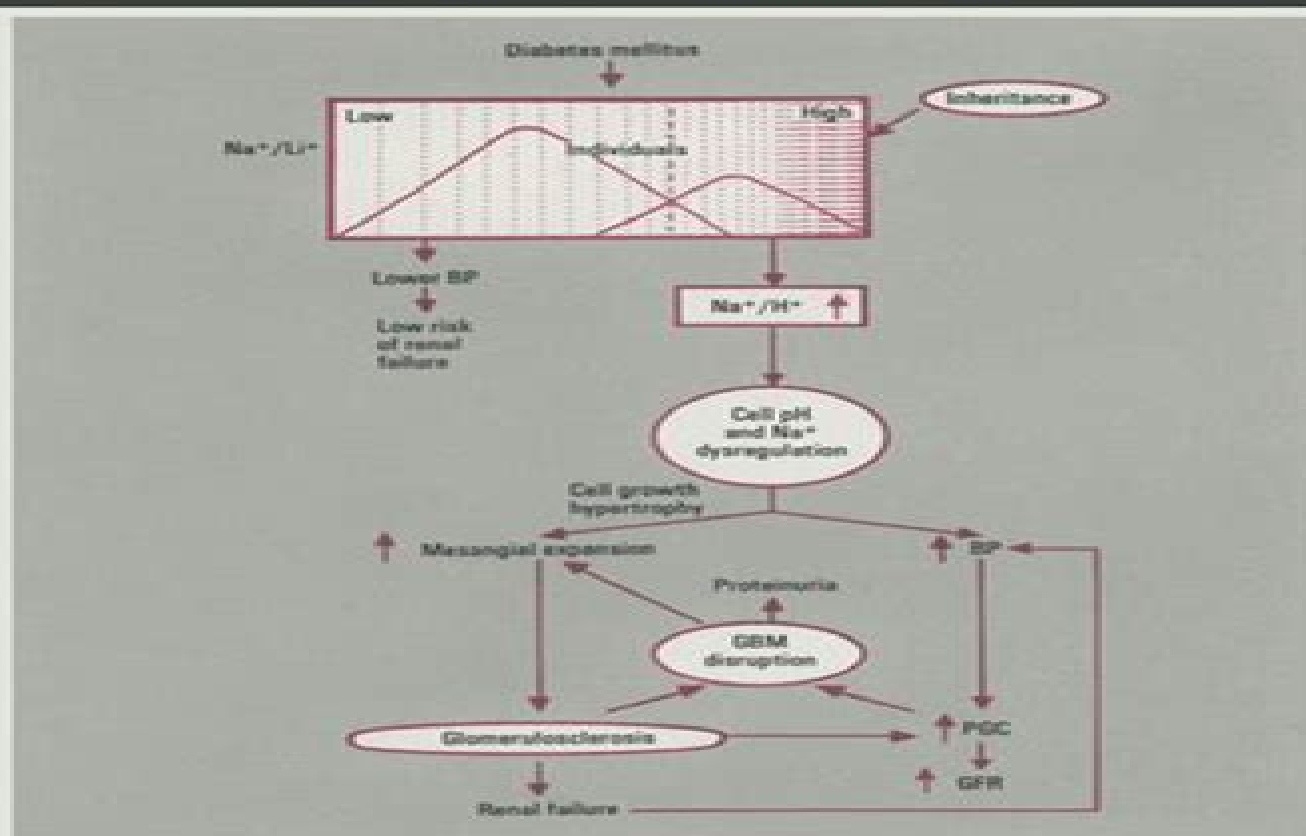 Diabetes mellitus
Low
High
Inheritance
Na⁺/Li⁺
Individuals
Lower BP
Low risk
of renal
failure
Na⁺/H⁺
Cell pH
and Na⁺
dysregulation
Cell growth
hypertrophy
Mesangial expansion
BP
Proteinuria
GBM
disruption
Glomerulosclerosis
PGC
GFR
Renal failure